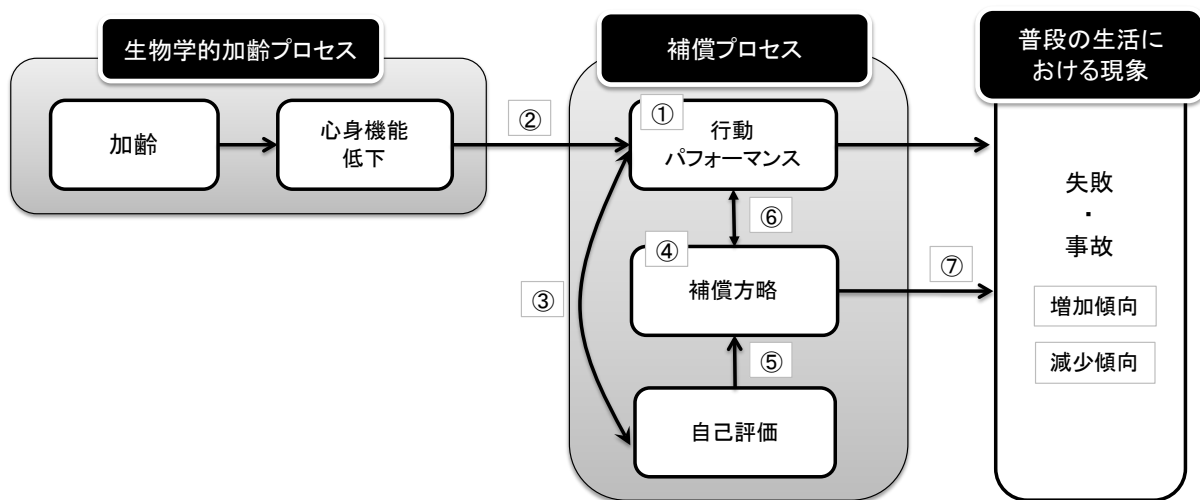 生物学的加齢プロセス
加齢
心身機能
低下
②
補償プロセス
①
行動
パフォーマンス
⑥
③
④
補償方略
⑤
自己評価
⑦
普段の生活に
おける現象
失敗
・
事故
増加傾向
減少傾向